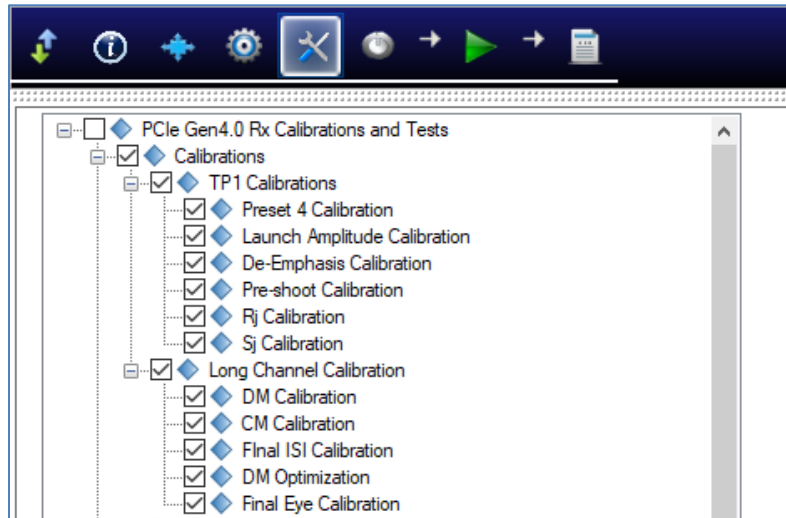 PCIe Gen4.0 Rx Calibrations and Tests
Calibrations
TP1 Calibrations
Preset 4 Calibration
Launch Amplitude Calibration
De-Emphasis Calibration
Pre-shoot Calibration
Rj Calibration
Sj Calibration
Long Channel Calibration
DM Calibration
CM Calibration
FInal ISI Calibration
DM Optimization
Final Eye Calibration